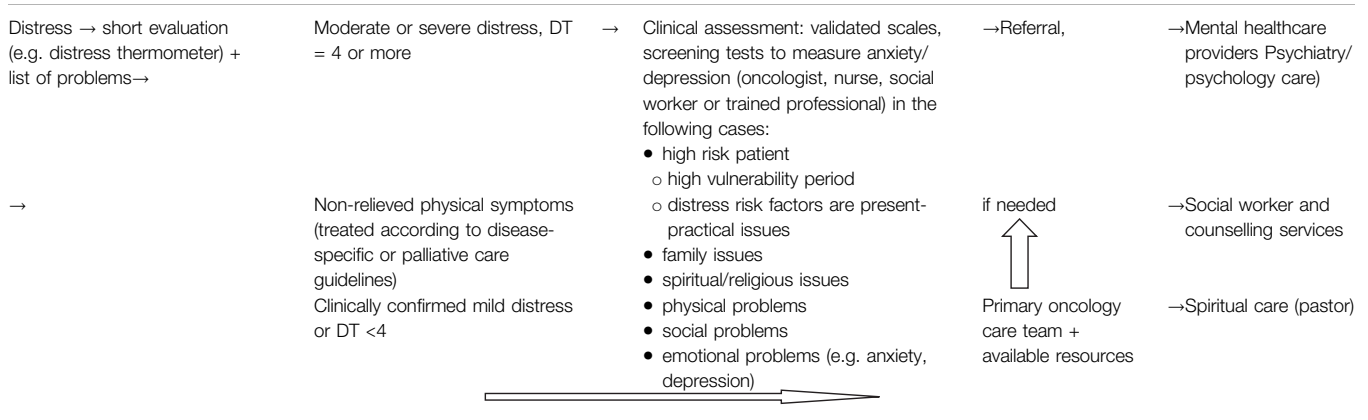 Distress → short evaluation
(e.g. distress thermometer) +
list of problems→
Moderate or severe distress, DT
= 4 or more
→
Clinical assessment: validated scales,
screening tests to measure anxiety/
depression (oncologist, nurse, social
worker or trained professional) in the
following cases:
• high risk patient
○ high vulnerability period
○ distress risk factors are present-
practical issues
• family issues
• spiritual/religious issues
• physical problems
• social problems
• emotional problems (e.g. anxiety,
depression)
→Referral,
→Mental healthcare
providers Psychiatry/
psychology care)
→
Non-relieved physical symptoms
(treated according to disease-
specific or palliative care
guidelines)
Clinically confirmed mild distress
or DT <4
if needed
Primary oncology
care team +
available resources
→Social worker and
counselling services
→Spiritual care (pastor)